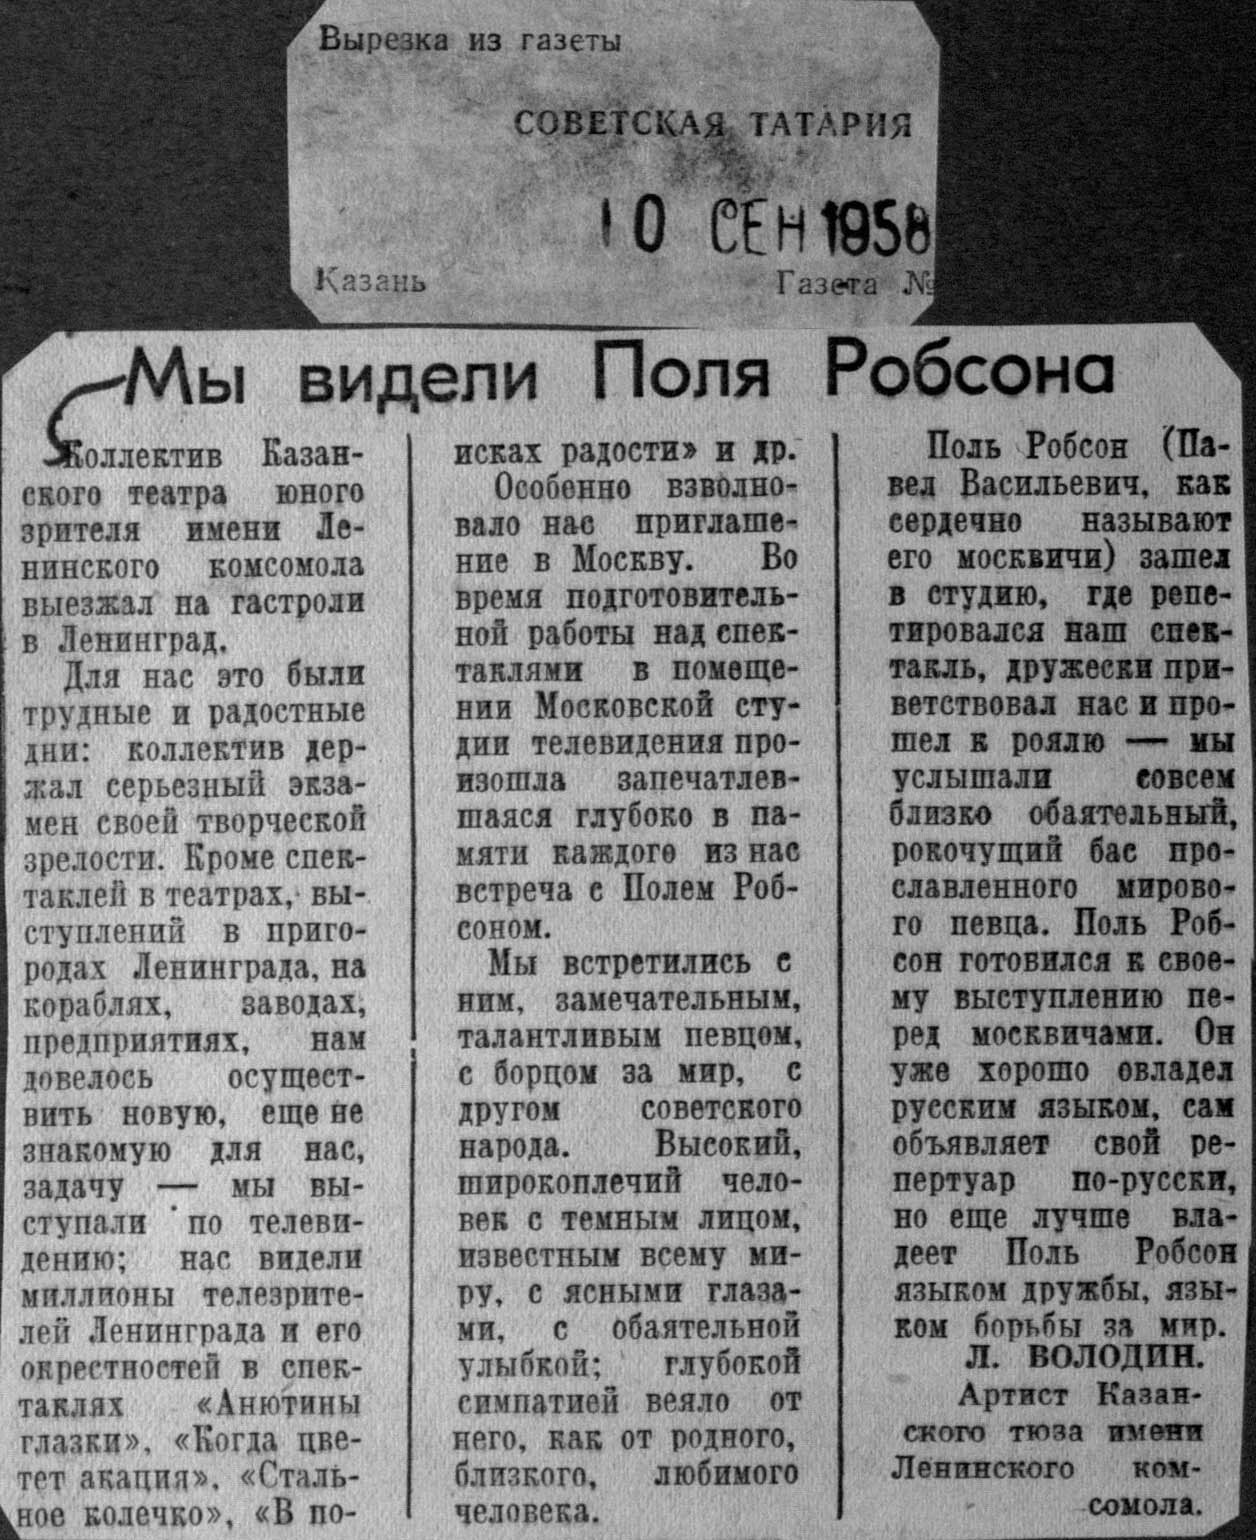 Вырезка из газеты
СОВЕТСКАЯ ТАТАРИЯ
10 СЕН 1958
Казань Газета №
Мы видели Поля Робсона
Коллектив Казан-
ского театра юного
зрителя имени Ле-
нинского комсомола
выезжал на гастроли
в Ленинград.
Для нас это были
трудные и радостные
дни: коллектив дер-
жал серьезный экза-
мен своей творческой
зрелости. Кроме спек-
таклей в театрах, вы-
ступлений в приго-
родах Ленинграда, на
кораблях, заводах,
предприятиях, нам
довелось осущест-
вить новую, еще не
знакомую для нас,
задачу — мы вы-
ступали по телеви-
дению; нас видели
миллионы телезрите-
лей Ленинграда и его
окрестностей в спек-
таклях «Анютины
глазки», «Когда цве-
тет акация», «Сталь-
ное колечко», «В по-
исках радости» и др.
Особенно взволно-
вало нас приглаше-
ние в Москву. Во
время подготовитель-
ной работы над спек-
таклями в помеще-
нии Московской сту-
дии телевидения про-
изошла запечатлев-
шаяся глубоко в па-
мяти каждого из нас
встреча с Полем Роб-
соном.
Мы встретились с
ним, замечательным,
талантливым певцом,
с борцом за мир, с
другом советского
народа. Высокий,
широкоплечий чело-
век с темным лицом,
известным всему ми-
ру, с ясными глаза-
ми, с обаятельной
улыбкой; глубокой
симпатией веяло от
него, как от родного,
близкого, любимого
человека.
Поль Робсон (Па-
вел Васильевич, как
сердечно называют
его москвичи) зашел
в студию, где репе-
тировался наш спек-
такль, дружески при-
ветствовал нас и про-
шел к роялю — мы
услышали совсем
близко обаятельный,
рокочущий бас про-
славленного мирово-
го певца. Поль Роб-
сон готовился к свое-
му выступлению пе-
ред москвичами. Он
уже хорошо овладел
русским языком, сам
объявляет свой ре-
пертуар по-русски,
но еще лучше вла-
деет Поль Робсон
языком дружбы, язы-
ком борьбы за мир.
Л. ВОЛОДИН.
Артист Казан-
ского тюза имени
Ленинского ком-
сомола.